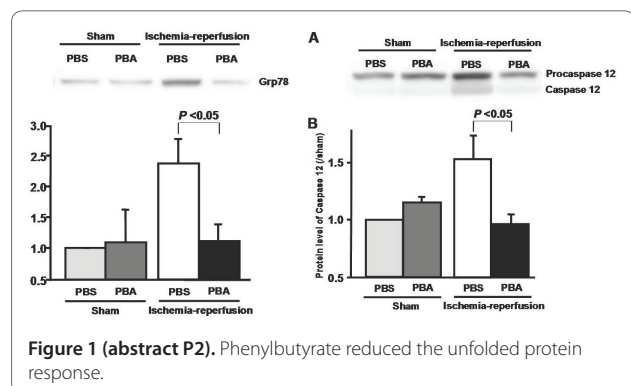 Sham Ischemia-reperfusion
PBS PBA PBS PBA
Grp78
P <0.05
3.0
2.5
2.0
1.5
1.0
0.5
PBS PBA PBS PBA
Sham Ischemia-reperfusion
A
Sham Ischemia-reperfusion
PBS PBA PBS PBA
Procaspase 12
Caspase 12
B
P <0.05
Protein level of Caspase 12 (/sham)
1.5
1.0
0.5
PBS PBA PBS PBA
Sham Ischemia-reperfusion
Figure 1 (abstract P2). Phenylbutyrate reduced the unfolded protein
response.